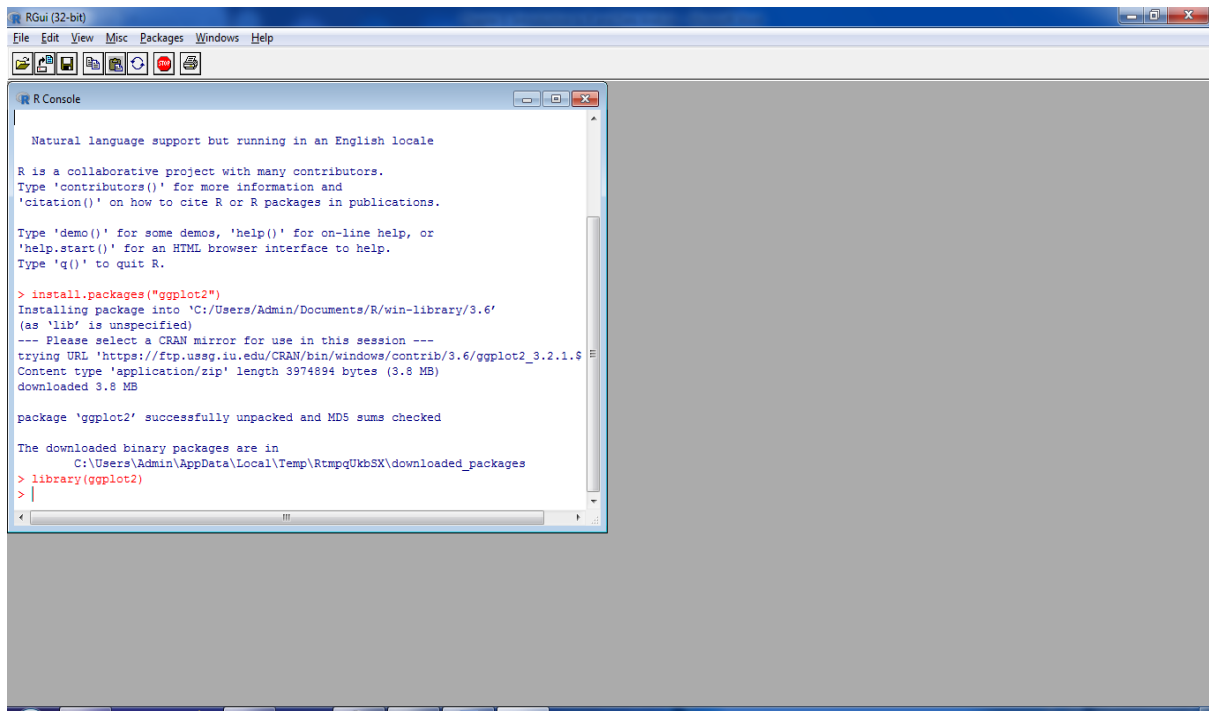 RGui (32-bit)
File Edit View Misc Packages Windows Help
STOP
R Console
Natural language support but running in an English locale
R is a collaborative project with many contributors.
Type 'contributors()' for more information and
'citation()' on how to cite R or R packages in publications.
Type 'demo()' for some demos, 'help()' for on-line help, or
'help.start()' for an HTML browser interface to help.
Type 'q()' to quit R.
> install.packages("ggplot2")
Installing package into ‘C:/Users/Admin/Documents/R/win-library/3.6’
(as ‘lib’ is unspecified)
--- Please select a CRAN mirror for use in this session ---
trying URL 'https://ftp.ussg.iu.edu/CRAN/bin/windows/contrib/3.6/ggplot2_3.2.1.$
Content type 'application/zip' length 3974894 bytes (3.8 MB)
downloaded 3.8 MB
package ‘ggplot2’ successfully unpacked and MD5 sums checked
The downloaded binary packages are in
C:\Users\Admin\AppData\Local\Temp\RtmpqUkbSX\downloaded_packages
> library(ggplot2)
>